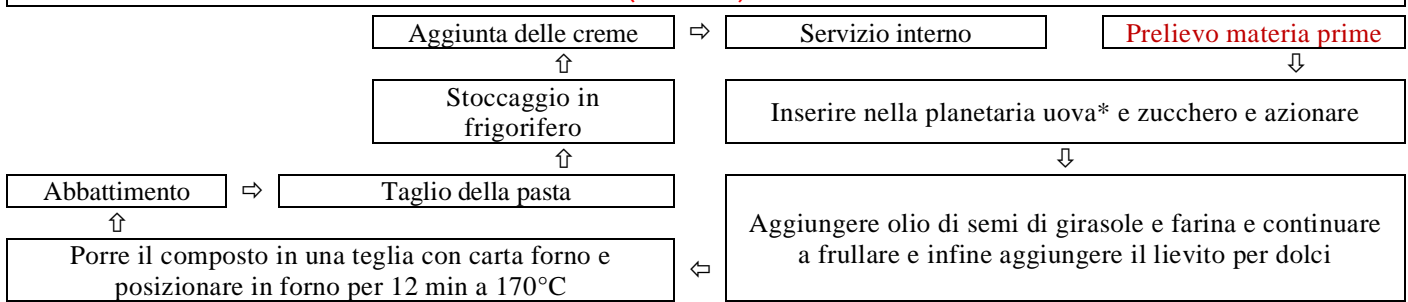 Aggiunta delle creme ⇨ Servizio interno Prelievo materia prime
⇧ ⇩
Stoccaggio in
frigorifero
Inserire nella planetaria uova* e zucchero e azionare
⇧ ⇩
Abbattimento ⇨ Taglio della pasta
⇧
Aggiungere olio di semi di girasole e farina e continuare
a frullare e infine aggiungere il lievito per dolci
Porre il composto in una teglia con carta forno e
posizionare in forno per 12 min a 170°C
⇦